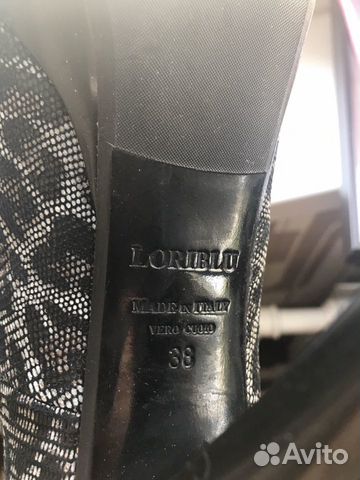 LORIBLU
MADE IN ITALY
VERO CUOIO
38
Avito